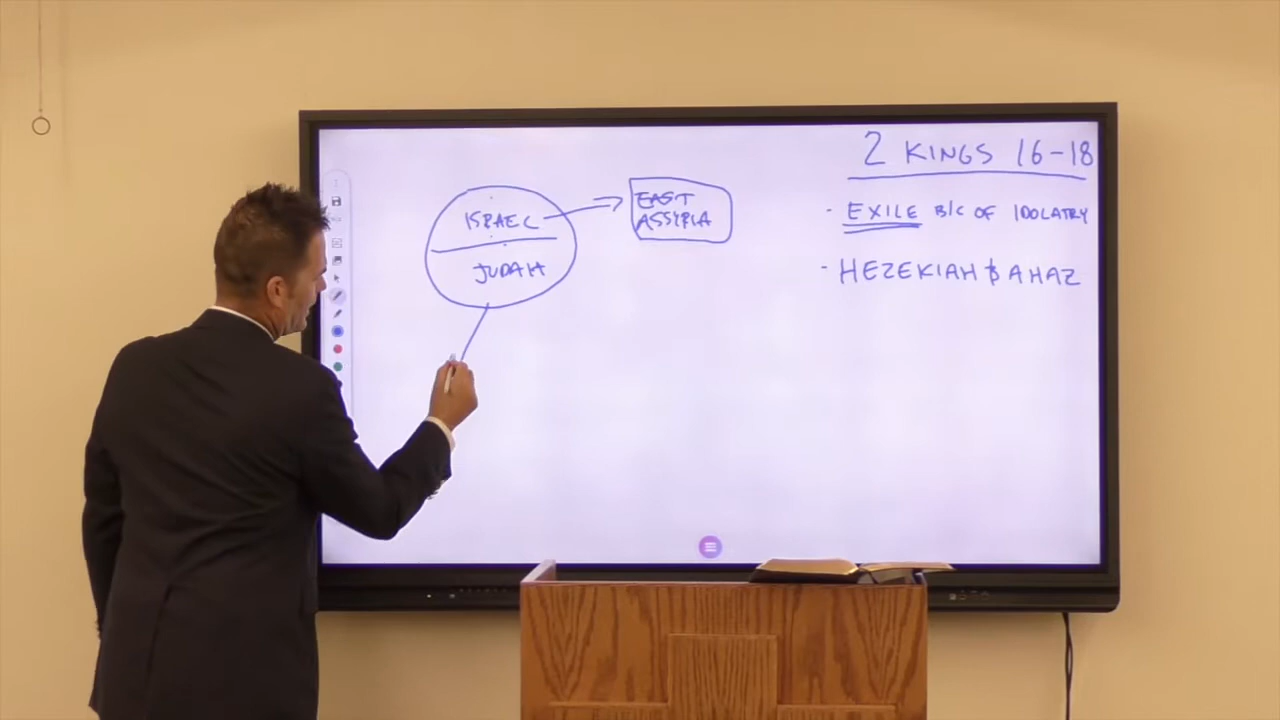 2 KINGS 16-18
ISRAEL
EAST
ASSYRIA
JUDAH
· EXILE B/C OF IDOLATRY
· HEZEKIAH & AHAZ